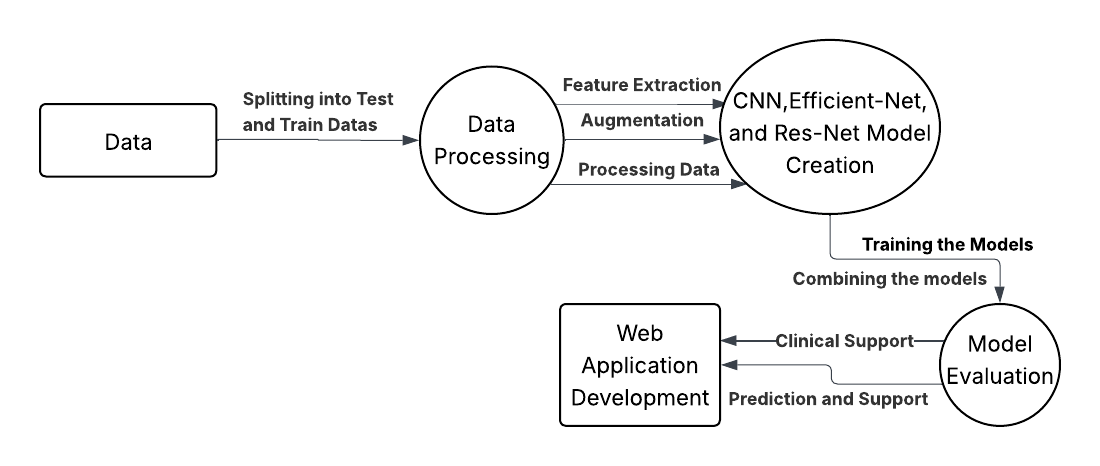 Data
Splitting into Test
and Train Datas
Data
Processing
Feature Extraction
Augmentation
Processing Data
CNN,Efficient-Net,
and Res-Net Model
Creation
Training the Models
Combining the models
Model
Evaluation
Clinical Support
Prediction and Support
Web
Application
Development